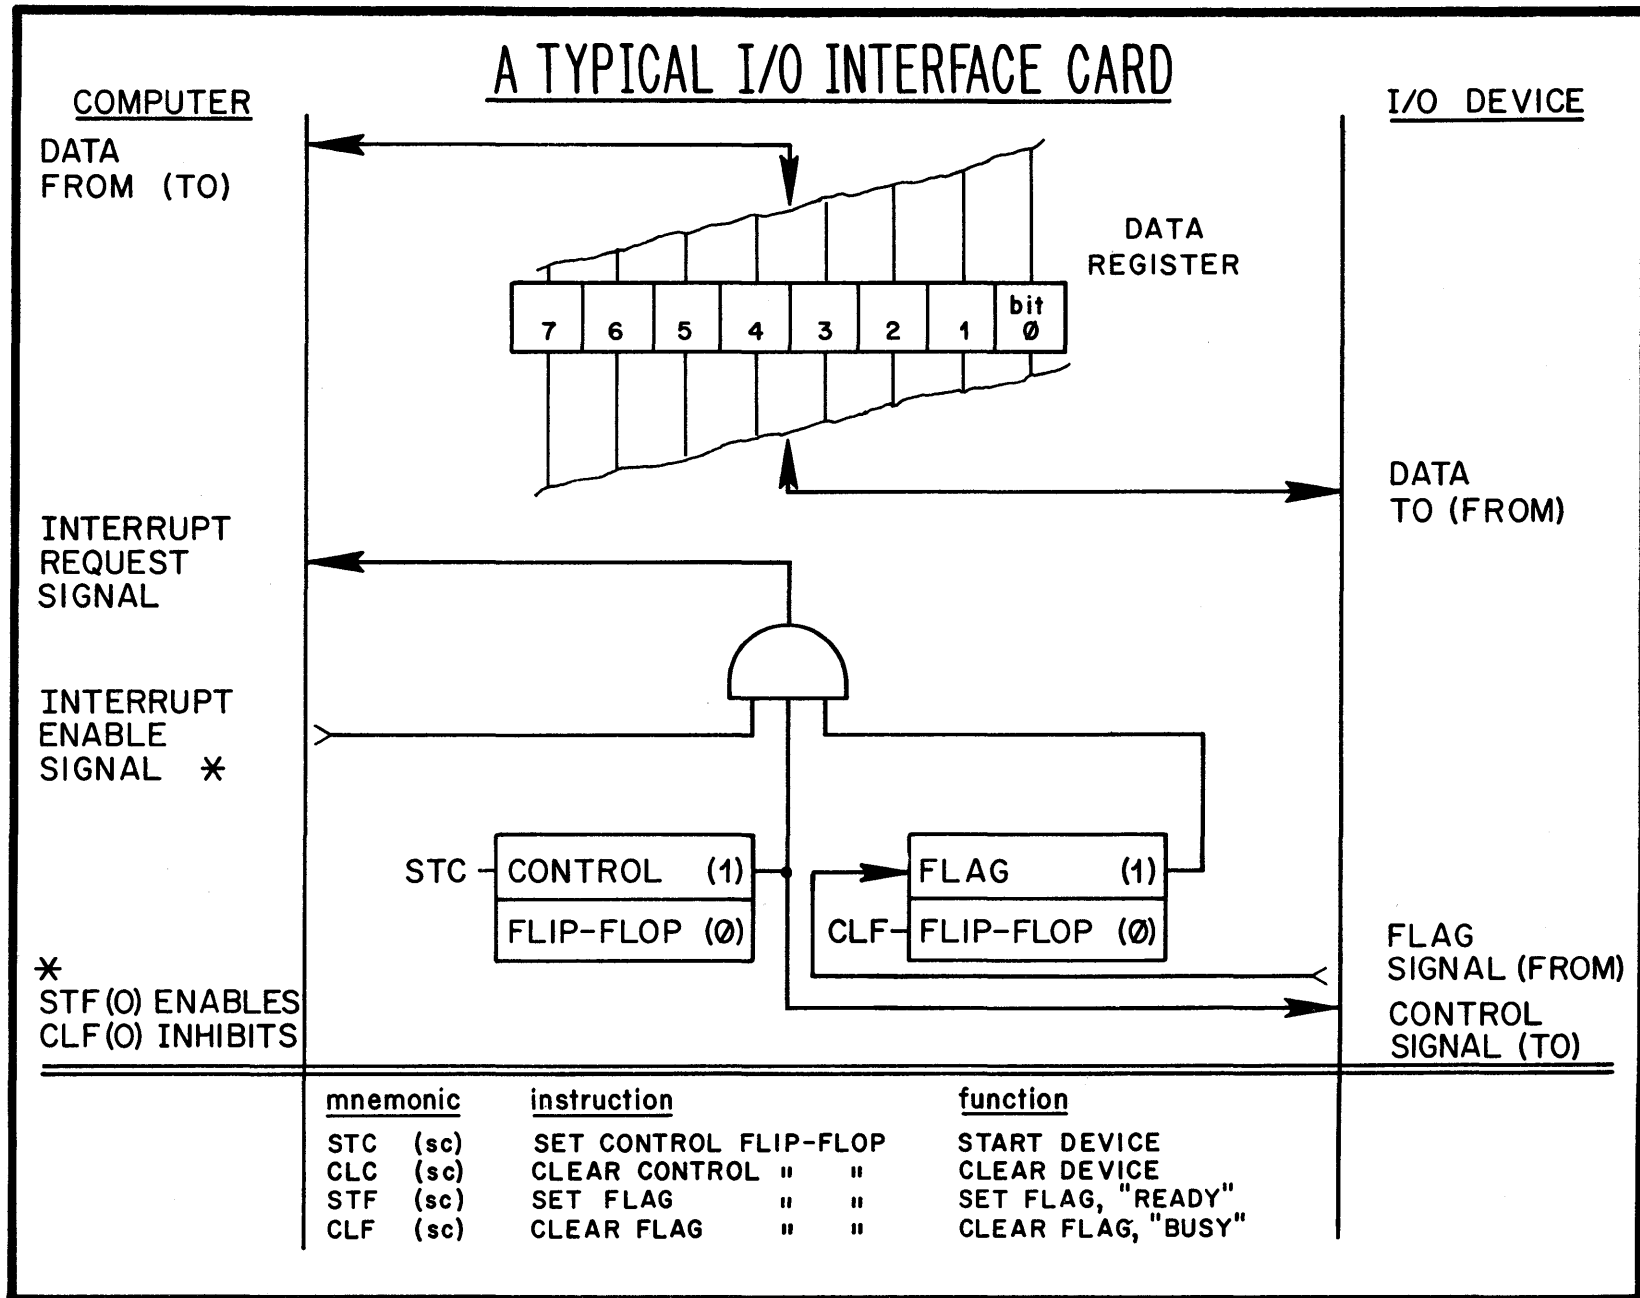 A TYPICAL I/O INTERFACE CARD
COMPUTER
I/O DEVICE
DATA
FROM (TO)
DATA
REGISTER
7 6 5 4 3 2 1 bit Ø
DATA
TO (FROM)
INTERRUPT
REQUEST
SIGNAL
INTERRUPT
ENABLE
SIGNAL *
STC CONTROL (1)
FLIP-FLOP (Ø)
FLAG (1)
CLF FLIP-FLOP (Ø)
FLAG
SIGNAL (FROM)
CONTROL
SIGNAL (TO)
*
STF(O) ENABLES
CLF(O) INHIBITS
mnemonic instruction function
STC (sc) SET CONTROL FLIP-FLOP START DEVICE
CLC (sc) CLEAR CONTROL " " CLEAR DEVICE
STF (sc) SET FLAG " " SET FLAG, "READY"
CLF (sc) CLEAR FLAG " " CLEAR FLAG, "BUSY"